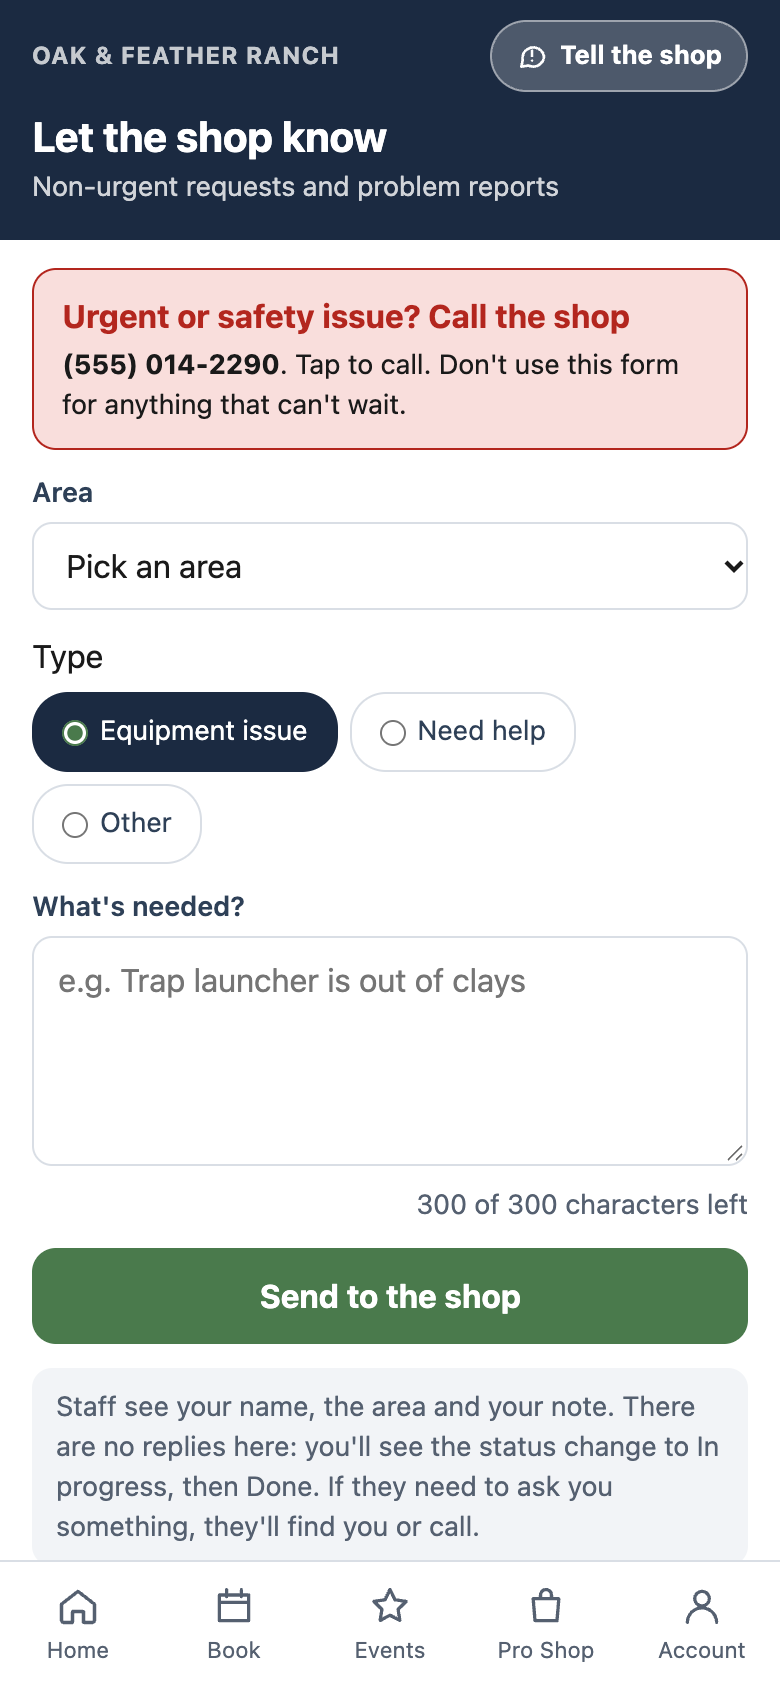 OAK & FEATHER RANCH
Tell the shop
Let the shop know
Non-urgent requests and problem reports
Urgent or safety issue? Call the shop
(555) 014-2290. Tap to call. Don't use this form
for anything that can't wait.
Area
Pick an area
Type
Equipment issue
Need help
Other
What's needed?
e.g. Trap launcher is out of clays
300 of 300 characters left
Send to the shop
Staff see your name, the area and your note. There
are no replies here: you'll see the status change to In
progress, then Done. If they need to ask you
something, they'll find you or call.
Home
Book
Events
Pro Shop
Account